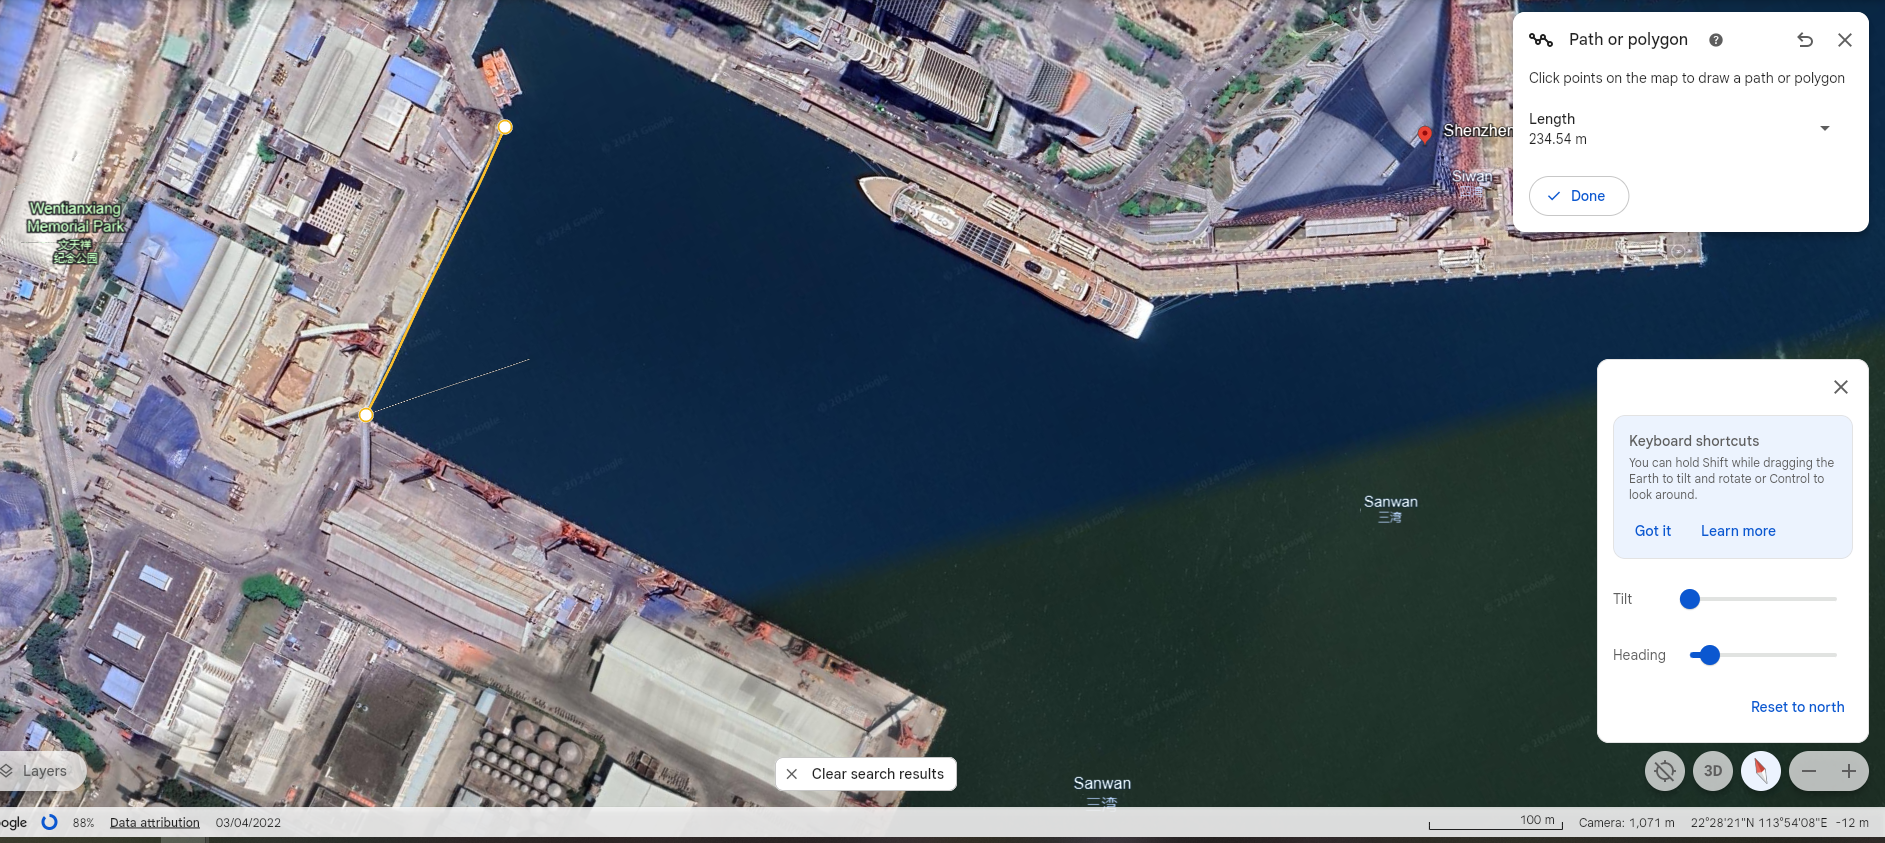 Path or polygon
Click points on the map to draw a path or polygon
Length
234.54 m
Done
Shenzhen
Siwan
Wentianxiang
Memorial Park
文天祥
纪念公园
Keyboard shortcuts
You can hold Shift while dragging the
Earth to tilt and rotate or Control to
look around.
Got it Learn more
Sanwan
三湾
Tilt
Heading
Reset to north
Layers
Clear search results
3D
Sanwan
三湾
ogle 88% Data attribution 03/04/2022 100 m Camera: 1,071 m 22°28'21"N 113°54'08"E -12 m
© 2024 Google